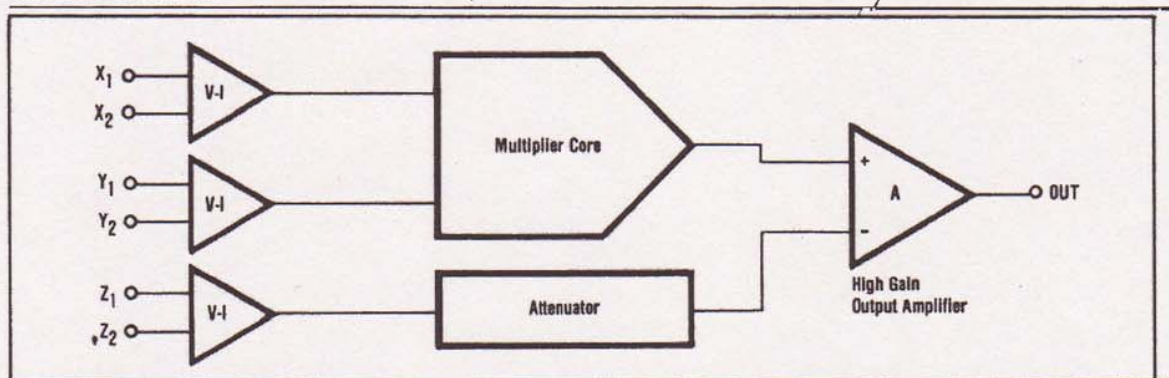 X1
V-I
X2
Multiplier Core
Y1
V-I
Y2
+
A
OUT
-
Z1
V-I
Z2
Attenuator
High Gain
Output Amplifier